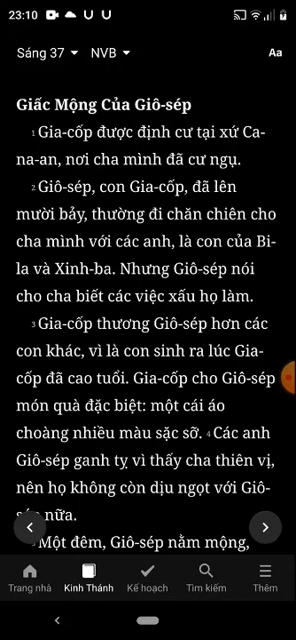 23:10
Sáng 37 NVB Aa
Giấc Mộng Của Giô-sép
1 Gia-cốp được định cư tại xứ Ca-
na-an, nơi cha mình đã cư ngụ.
2 Giô-sép, con Gia-cốp, đã lên
mười bảy, thường đi chăn chiên cho
cha mình với các anh, là con của Bi-
la và Xinh-ba. Nhưng Giô-sép nói
cho cha biết các việc xấu họ làm.
3 Gia-cốp thương Giô-sép hơn các
con khác, vì là con sinh ra lúc Gia-
cốp đã cao tuổi. Gia-cốp cho Giô-sép
món quà đặc biệt: một cái áo
choàng nhiều màu sặc sỡ. 4 Các anh
Giô-sép ganh tỵ vì thấy cha thiên vị,
nên họ không còn dịu ngọt với Giô-
nữa.
Một đêm, Giô-sép nằm mộng,
Trang nhà Kinh Thánh Kế hoạch Tìm kiếm Thêm